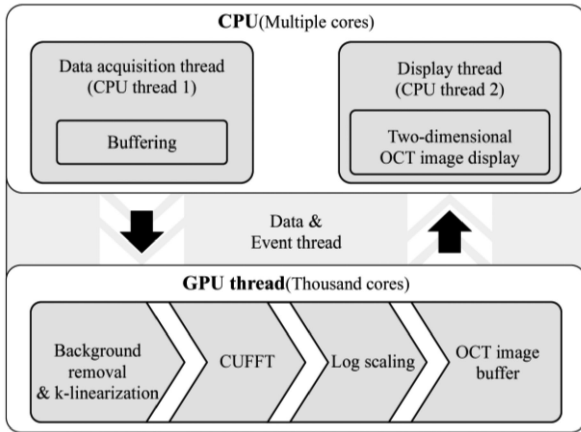 CPU(Multiple cores)
Data acquisition thread
(CPU thread 1)
Buffering
Display thread
(CPU thread 2)
Two-dimensional
OCT image display
Data &
Event thread
GPU thread(Thousand cores)
Background
removal
& k-linearization
CUFFT
Log scaling
OCT image
buffer